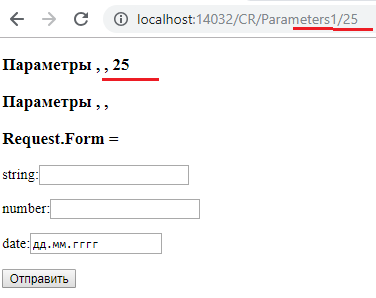 localhost:14032/CR/Parameters1/25
Параметры , , 25
Параметры , ,
Request.Form =
string:
number:
date: дд.мм.гггг
Отправить